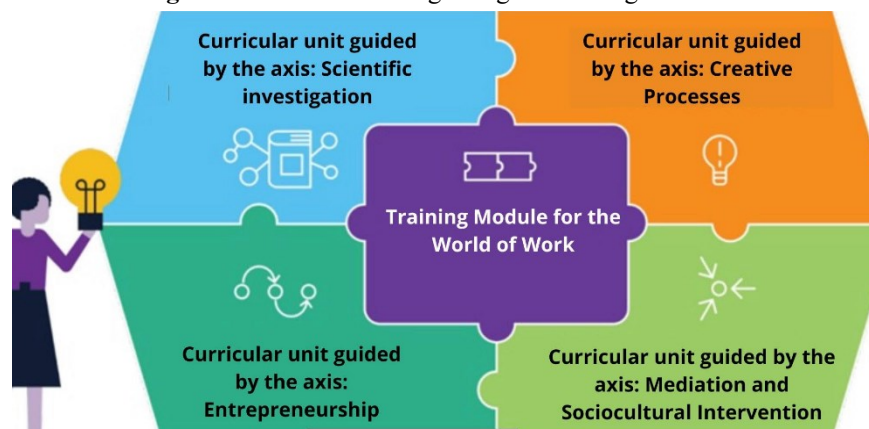 Curricular unit guided
by the axis: Scientific
investigation
Curricular unit guided
by the axis: Creative
Processes
Training Module for the
World of Work
Curricular unit guided
by the axis:
Entrepreneurship
Curricular unit guided by the
axis: Mediation and
Sociocultural Intervention